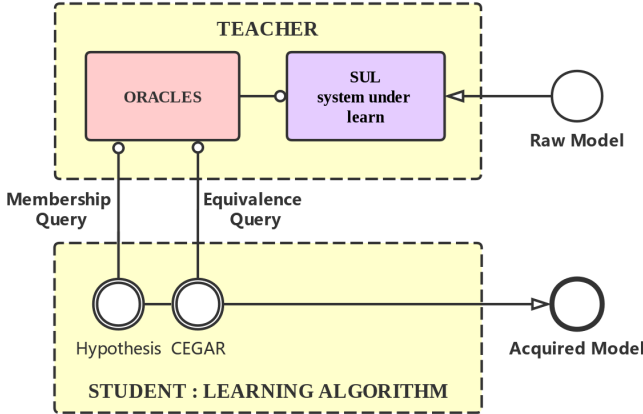 TEACHER
ORACLES
SUL
system under
learn
Raw Model
Membership
Query
Equivalence
Query
Hypothesis
CEGAR
Acquired Model
STUDENT : LEARNING ALGORITHM